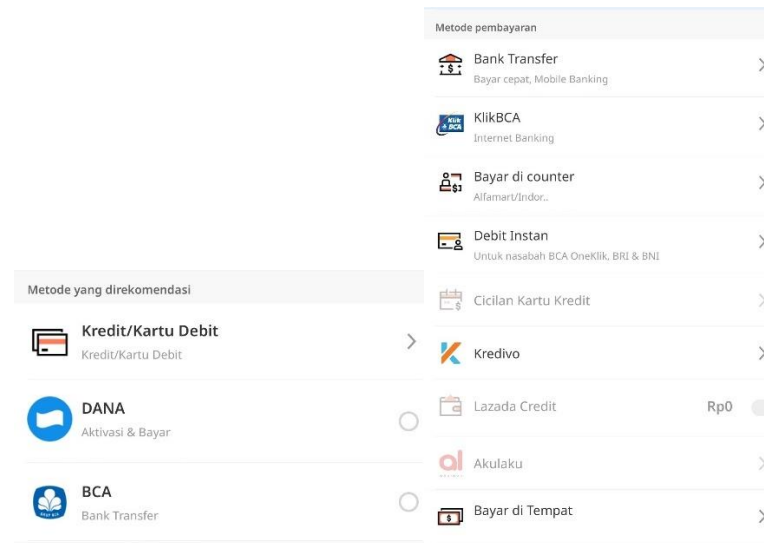 Metode yang direkomendasi
Kredit/Kartu Debit
Kredit/Kartu Debit
DANA
Aktivasi & Bayar
BCA
Bank Transfer
Metode pembayaran
Bank Transfer
Bayar cepat, Mobile Banking
Klik
& BCA
KlikBCA
Internet Banking
Bayar di counter
Alfamart/Indor..
Debit Instan
Untuk nasabah BCA OneKlik, BRI & BNI
Cicilan Kartu Kredit
Kredivo
Lazada Credit Rp0
Akulaku
Bayar di Tempat